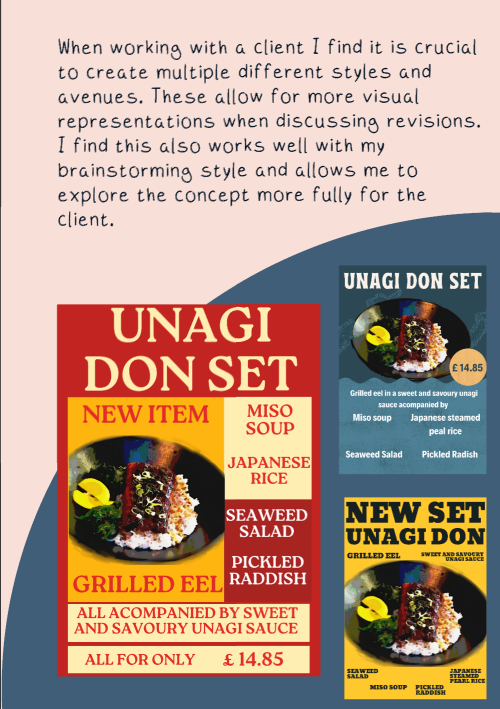 When working with a client I find it is crucial
to create multiple different styles and
avenues. These allow for more visual
representations when discussing revisions.
I find this also works well with my
brainstorming style and allows me to
explore the concept more fully for the
client.
UNAGI
DON SET
NEW ITEM
MISO
SOUP
JAPANESE
RICE
SEAWEED
SALAD
PICKLED
RADDISH
GRILLED EEL
ALL ACOMPANIED BY SWEET
AND SAVOURY UNAGI SAUCE
ALL FOR ONLY £ 14.85
UNAGI DON SET
£ 14.85
Grilled eel in a sweet and savoury unagi
sauce acompanied by
Miso soup
Japanese steamed
peal rice
Seaweed Salad
Pickled Radish
NEW SET
UNAGI DON
GRILLED EEL
SWEET AND SAVOURY
UNAGI SAUCE
SEAWEED
SALAD
MISO SOUP
PICKLED
RADDISH
JAPANESE
STEAMED
PEARL RICE